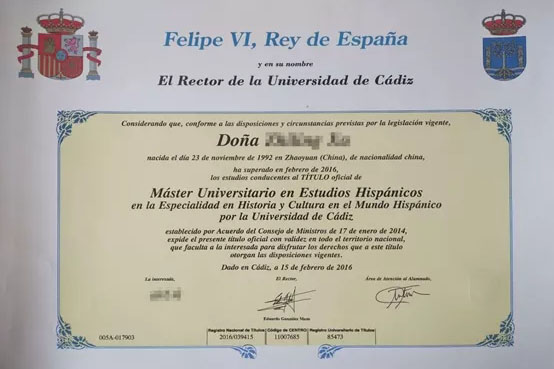 Felipe VI, Rey de España
y en su nombre
El Rector de la Universidad de Cádiz
Considerando que, conforme a las disposiciones y circunstancias previstas por la legislación vigente,
Doña
nacida el día 23 de noviembre de 1992 en Zhaoyuan (China), de nacionalidad china,
ha superado en febrero de 2016,
los estudios conducentes al TÍTULO oficial de
Máster Universitario en Estudios Hispánicos
en la Especialidad en Historia y Cultura en el Mundo Hispánico
por la Universidad de Cádiz
establecido por Acuerdo del Consejo de Ministros de 17 de enero de 2014,
expide el presente título oficial con validez en todo el territorio nacional,
que faculta a la interesada para disfrutar los derechos que a este título
otorgan las disposiciones vigentes.
Dado en Cádiz, a 15 de febrero de 2016
La interesada,
El Rector,
Área de Atención al Alumnado,
Eduardo González Mazo
005A-017903
Registro Nacional de Títulos
Código de CENTRO
Registro Universitario de Títulos
2016/039415
11007685
85473